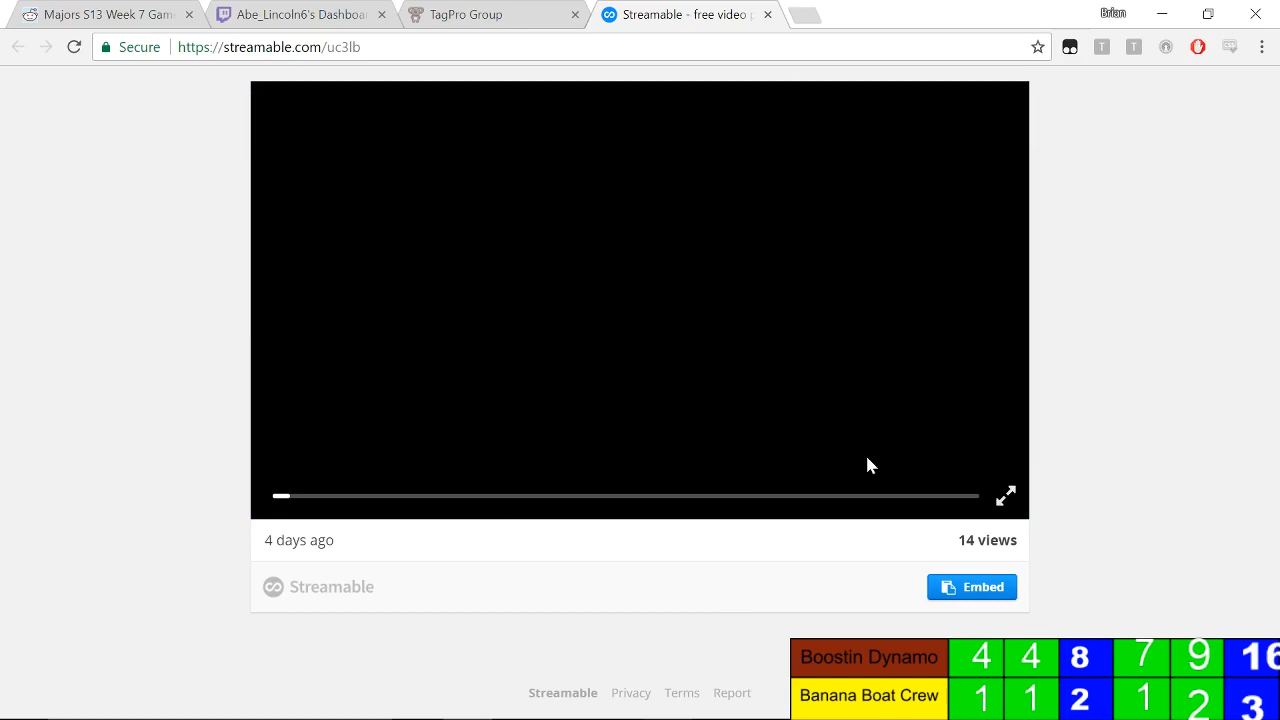 Majors S13 Week 7 Gam
Abe_Lincoln6's Dashboa
TagPro Group
Streamable - free video p
Brian
Secure
https://streamable.com/uc3lb
4 days ago
14 views
Streamable
Embed
Streamable Privacy Terms Report
Boostin Dynamo 4 4 8 7 9 16
Banana Boat Crew 1 1 2 1 2 3